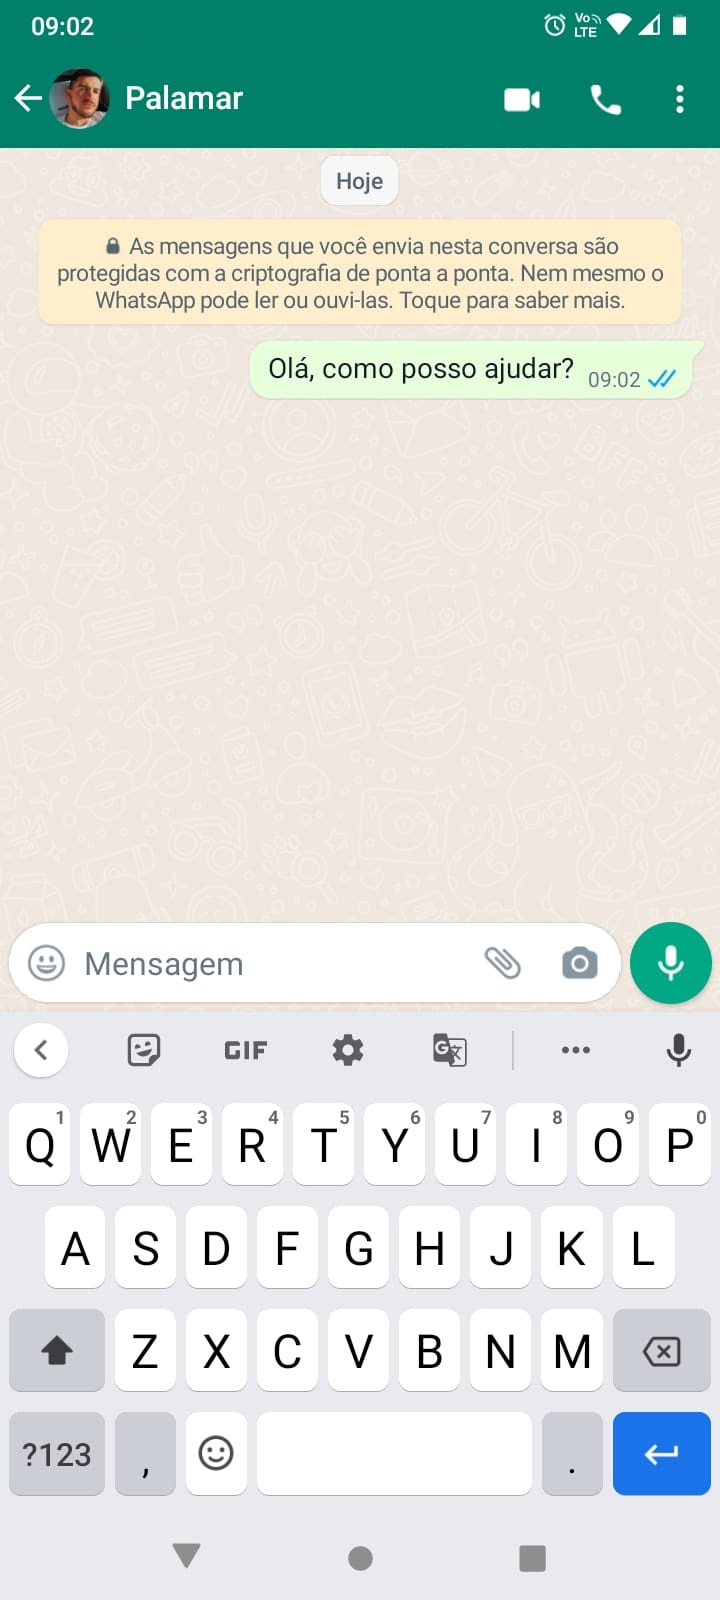 09:02
Vo
LTE
Palamar
Hoje
As mensagens que você envia nesta conversa são
protegidas com a criptografia de ponta a ponta. Nem mesmo o
WhatsApp pode ler ou ouvi-las. Toque para saber mais.
Olá, como posso ajudar? 09:02
Mensagem
GIF
G
1 2 3 4 5 6 7 8 9 0
Q W E R T Y U I O P
A S D F G H J K L
Z X C V B N M
?123 , .